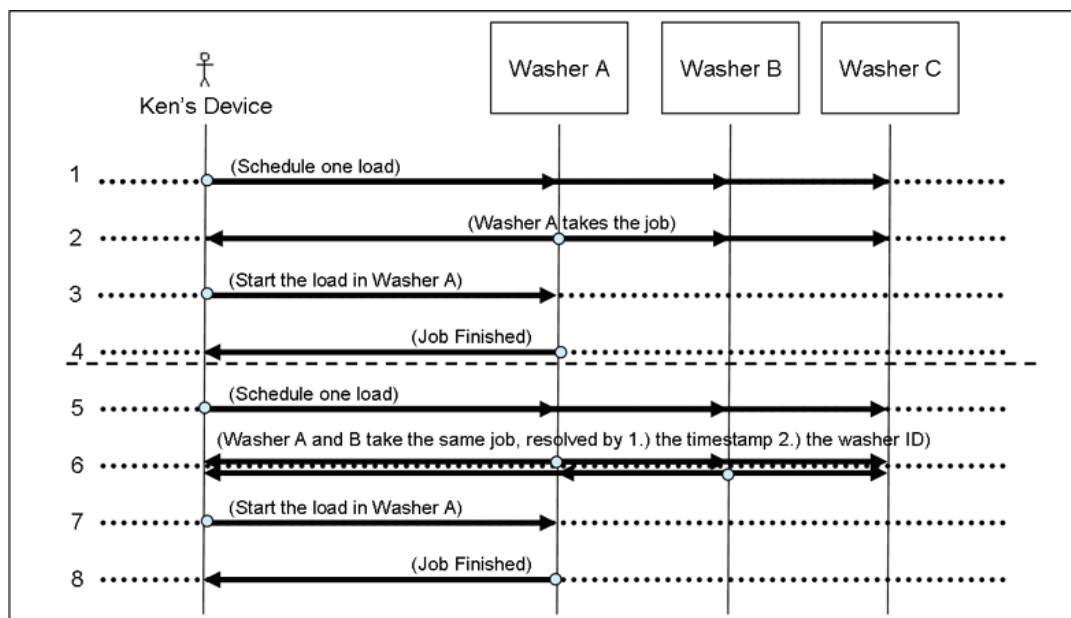 Ken's Device
Washer A
Washer B
Washer C
1 (Schedule one load)
2 (Washer A takes the job)
3 (Start the load in Washer A)
4 (Job Finished)
5 (Schedule one load)
(Washer A and B take the same job, resolved by 1.) the timestamp 2.) the washer ID)
6
7 (Start the load in Washer A)
8 (Job Finished)